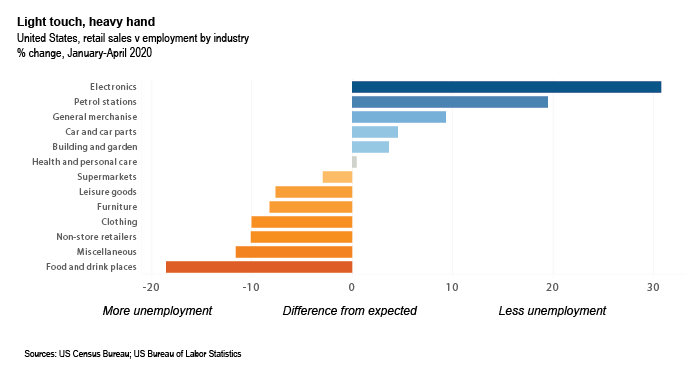 Light touch, heavy hand
United States, retail sales v employment by industry
% change, January-April 2020
Electronics
Petrol stations
General merchanise
Car and car parts
Building and garden
Health and personal care
Supermarkets
Leisure goods
Furniture
Clothing
Non-store retailers
Miscellaneous
Food and drink places
-20 -10 0 10 20 30
More unemployment Difference from expected Less unemployment
Sources: US Census Bureau; US Bureau of Labor Statistics